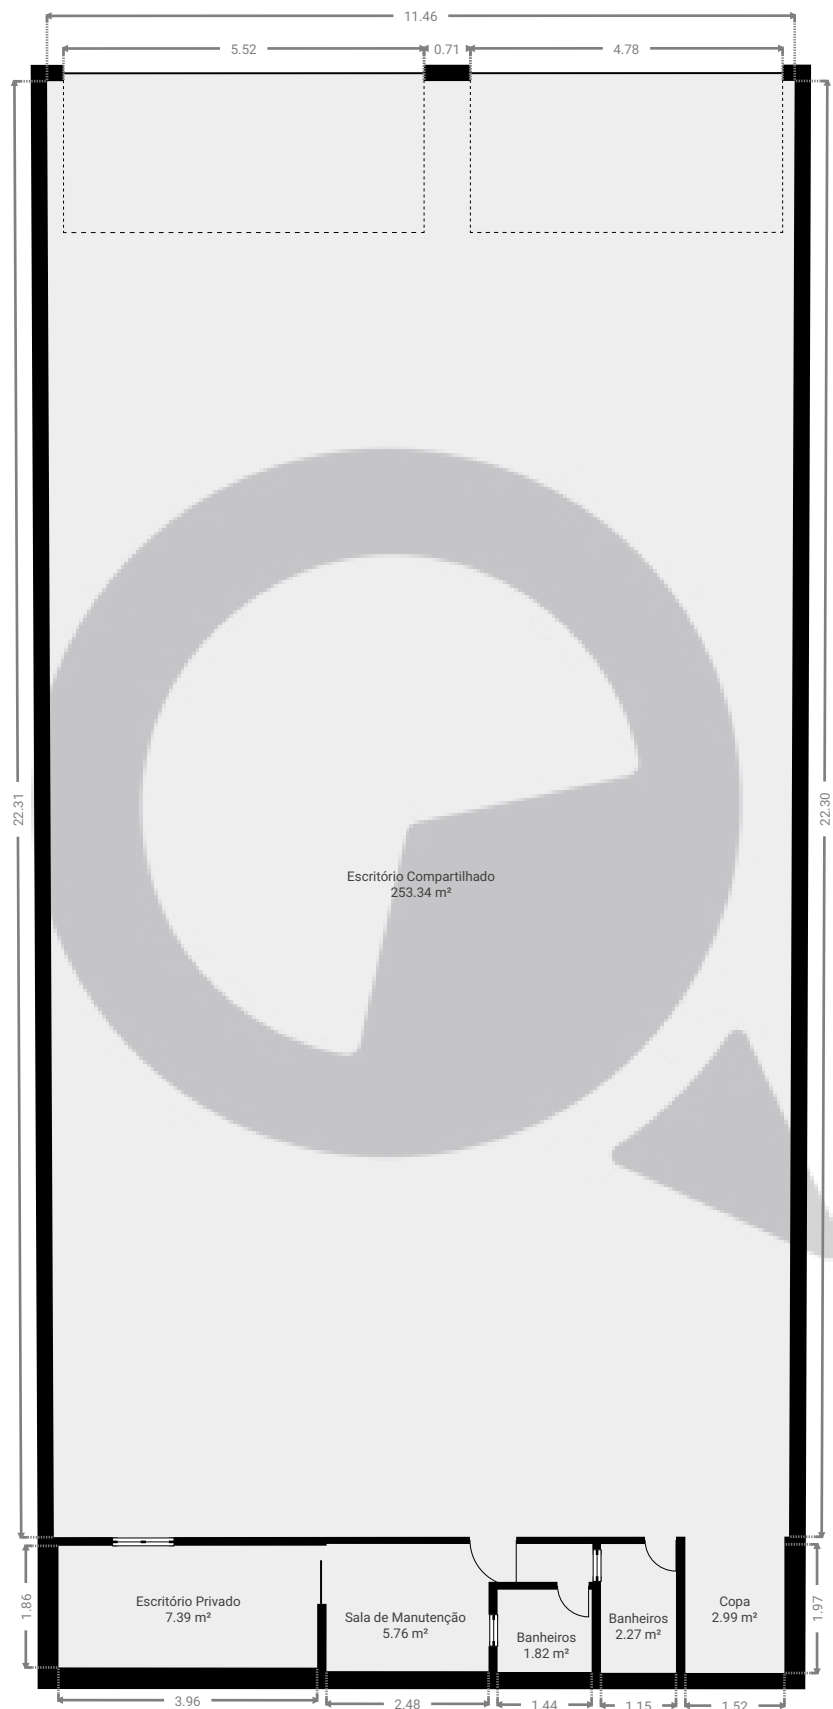 11.46
5.52
0.71
4.78
22.31
22.30
Escritório Compartilhado
253.34 m²
1.86
Escritório Privado
7.39 m²
Sala de Manutenção
5.76 m²
Banheiros
1.82 m²
Banheiros
2.27 m²
Copa
2.99 m²
1.97
3.96
2.48
1.44
1.15
1.52